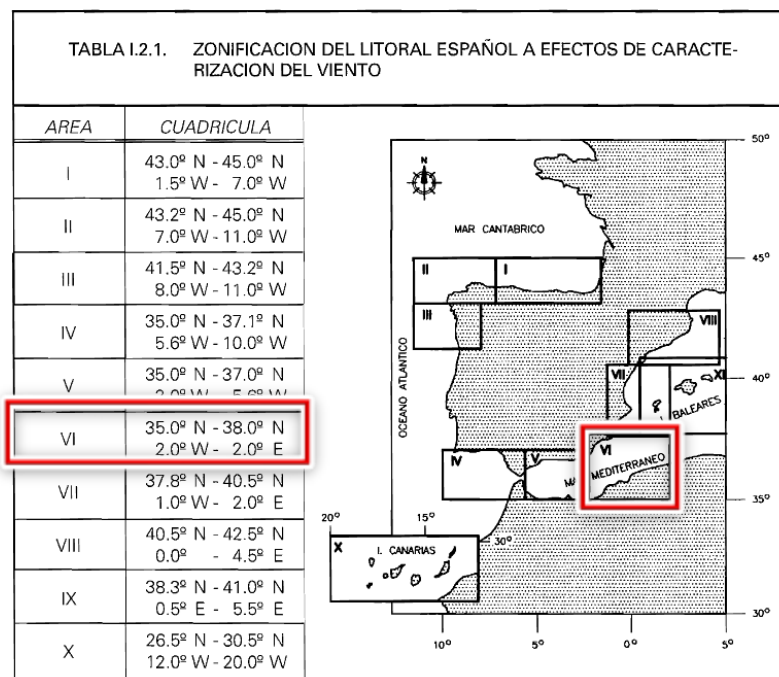 TABLA I.2.1. ZONIFICACION DEL LITORAL ESPAÑOL A EFECTOS DE CARACTE-
RIZACION DEL VIENTO
AREA CUADRICULA
I
43.0º N - 45.0º N
1.5º W - 7.0º W
II
43.2º N - 45.0º N
7.0º W - 11.0º W
III
41.5º N - 43.2º N
8.0º W - 11.0º W
IV
35.0º N - 37.1º N
5.6º W - 10.0º W
V
35.0º N - 37.0º N
VI
35.0º N - 38.0º N
2.0º W - 2.0º E
VII
37.8º N - 40.5º N
1.0º W - 2.0º E
VIII
40.5º N - 42.5º N
0.0º - 4.5º E
IX
38.3º N - 41.0º N
0.5º E - 5.5º E
X
26.5º N - 30.5º N
12.0º W - 20.0º W
N
MAR CANTABRICO
OCEANO ATLANTICO
II
I
III
VIII
VII
XI
BALEARES
IV
V
VI
MEDITERRANEO
X
I. CANARIAS
50º
45º
40º
35º
30º
20º
15º
30º
10º
5º
0º
5º